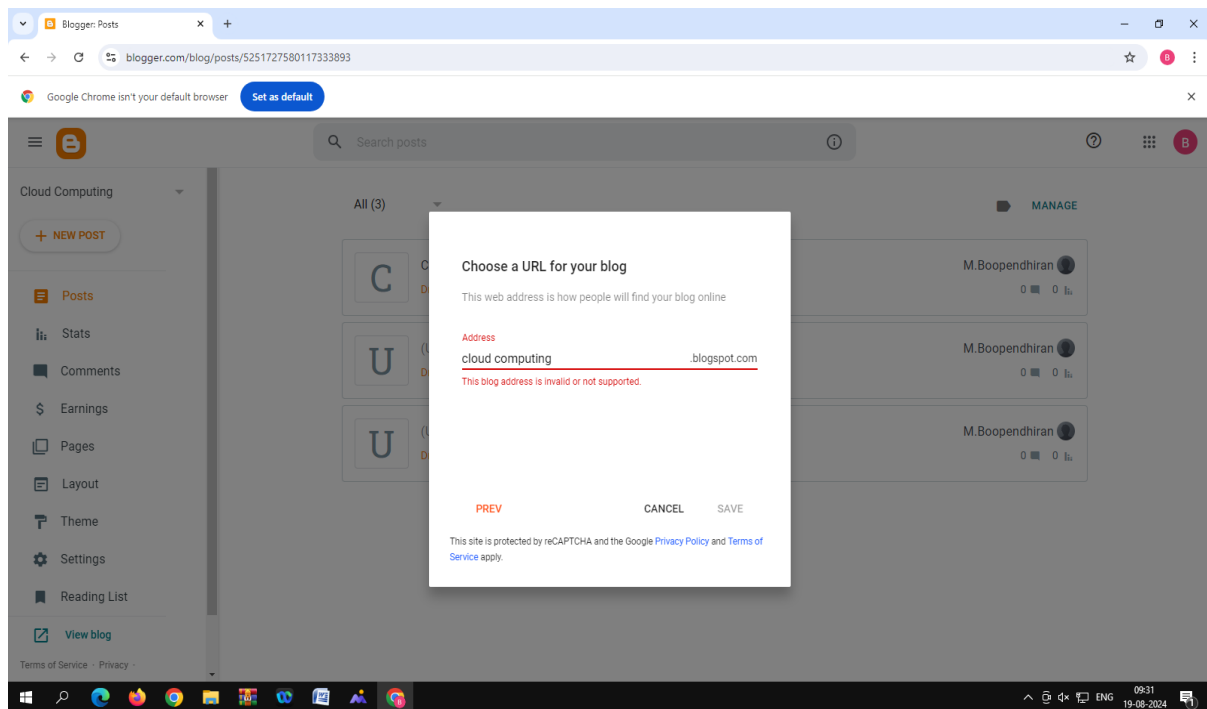 Blogger: Posts
blogger.com/blog/posts/5251727580117333893
B
Google Chrome isn't your default browser Set as default
Search posts
B
Cloud Computing
NEW POST
Posts
Stats
Comments
Earnings
Pages
Layout
Theme
Settings
Reading List
View blog
Terms of Service · Privacy ·
All (3)
MANAGE
C C M.Boopendhiran
D 0 0
U (U M.Boopendhiran
D 0 0
U (U M.Boopendhiran
D 0 0
Choose a URL for your blog
This web address is how people will find your blog online
Address
cloud computing .blogspot.com
This blog address is invalid or not supported.
PREV CANCEL SAVE
This site is protected by reCAPTCHA and the Google Privacy Policy and Terms of
Service apply.
ENG
09:31
19-08-2024